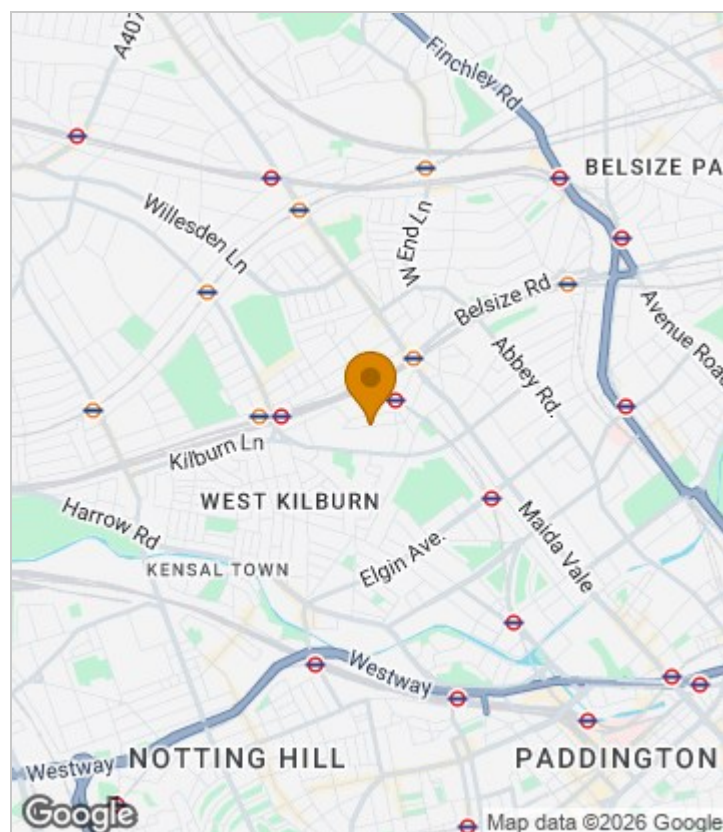 A407
Finchley Rd
BELSIZE PA
Willesden Ln
W End Ln
Belsize Rd
Avenue Road
Abbey Rd.
Kilburn Ln
WEST KILBURN
Harrow Rd
Maida Vale
Elgin Ave.
KENSAL TOWN
Westway
NOTTING HILL
PADDINGTON
Westway
Google
Map data ©2026 Google